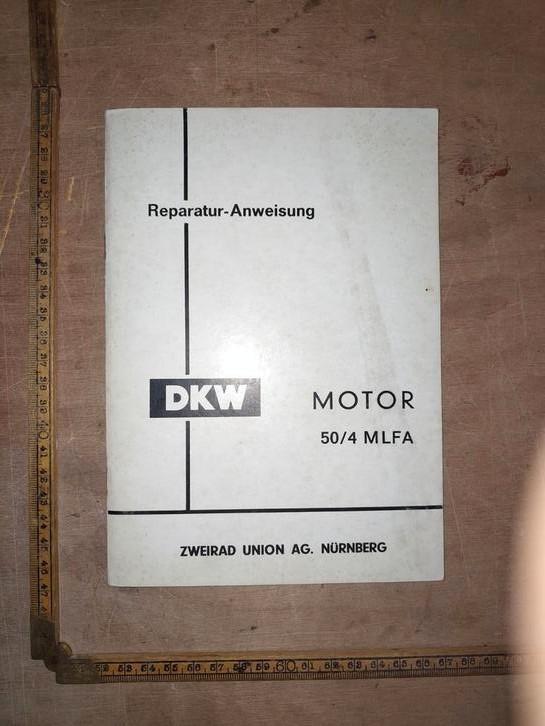 Reparatur-Anweisung
DKW
MOTOR
50/4 MLFA
ZWEIRAD UNION AG. NÜRNBERG